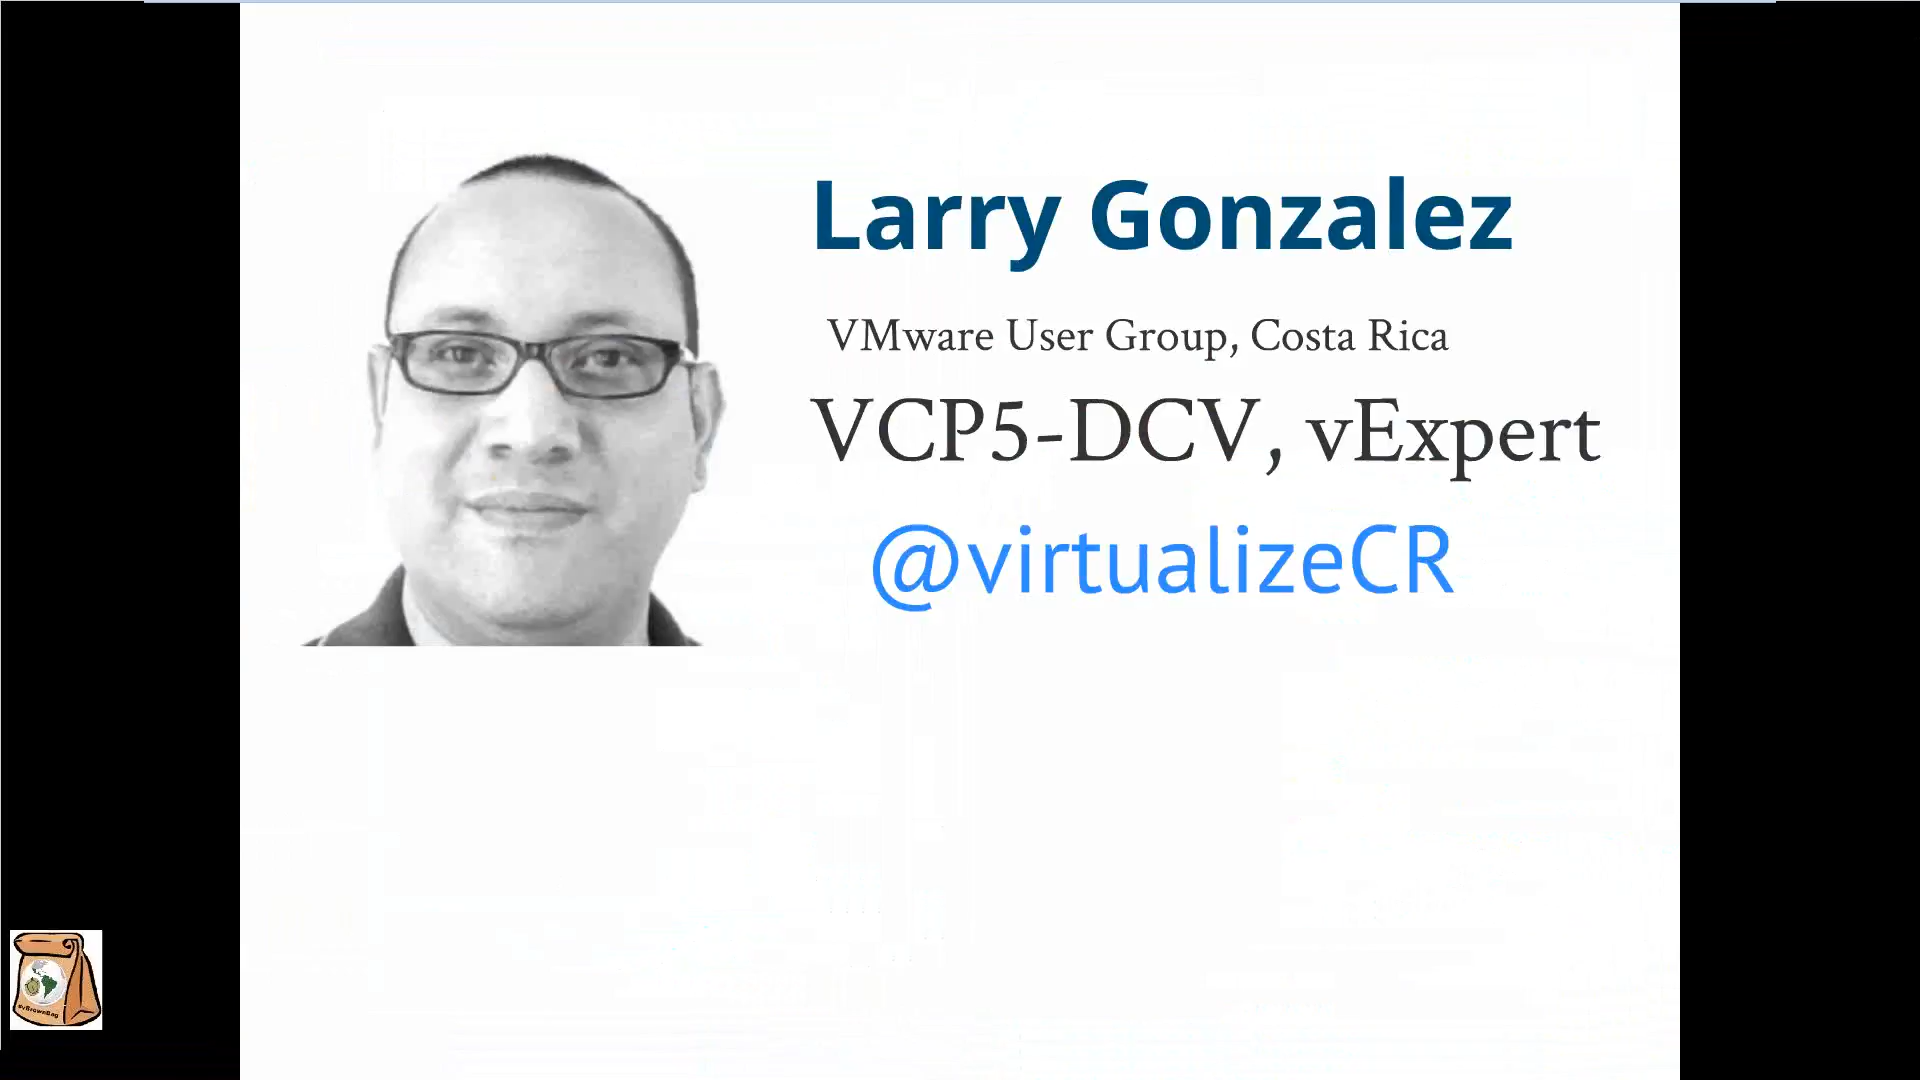 Larry Gonzalez
VMware User Group, Costa Rica
VCP5-DCV, vExpert
@virtualizeCR